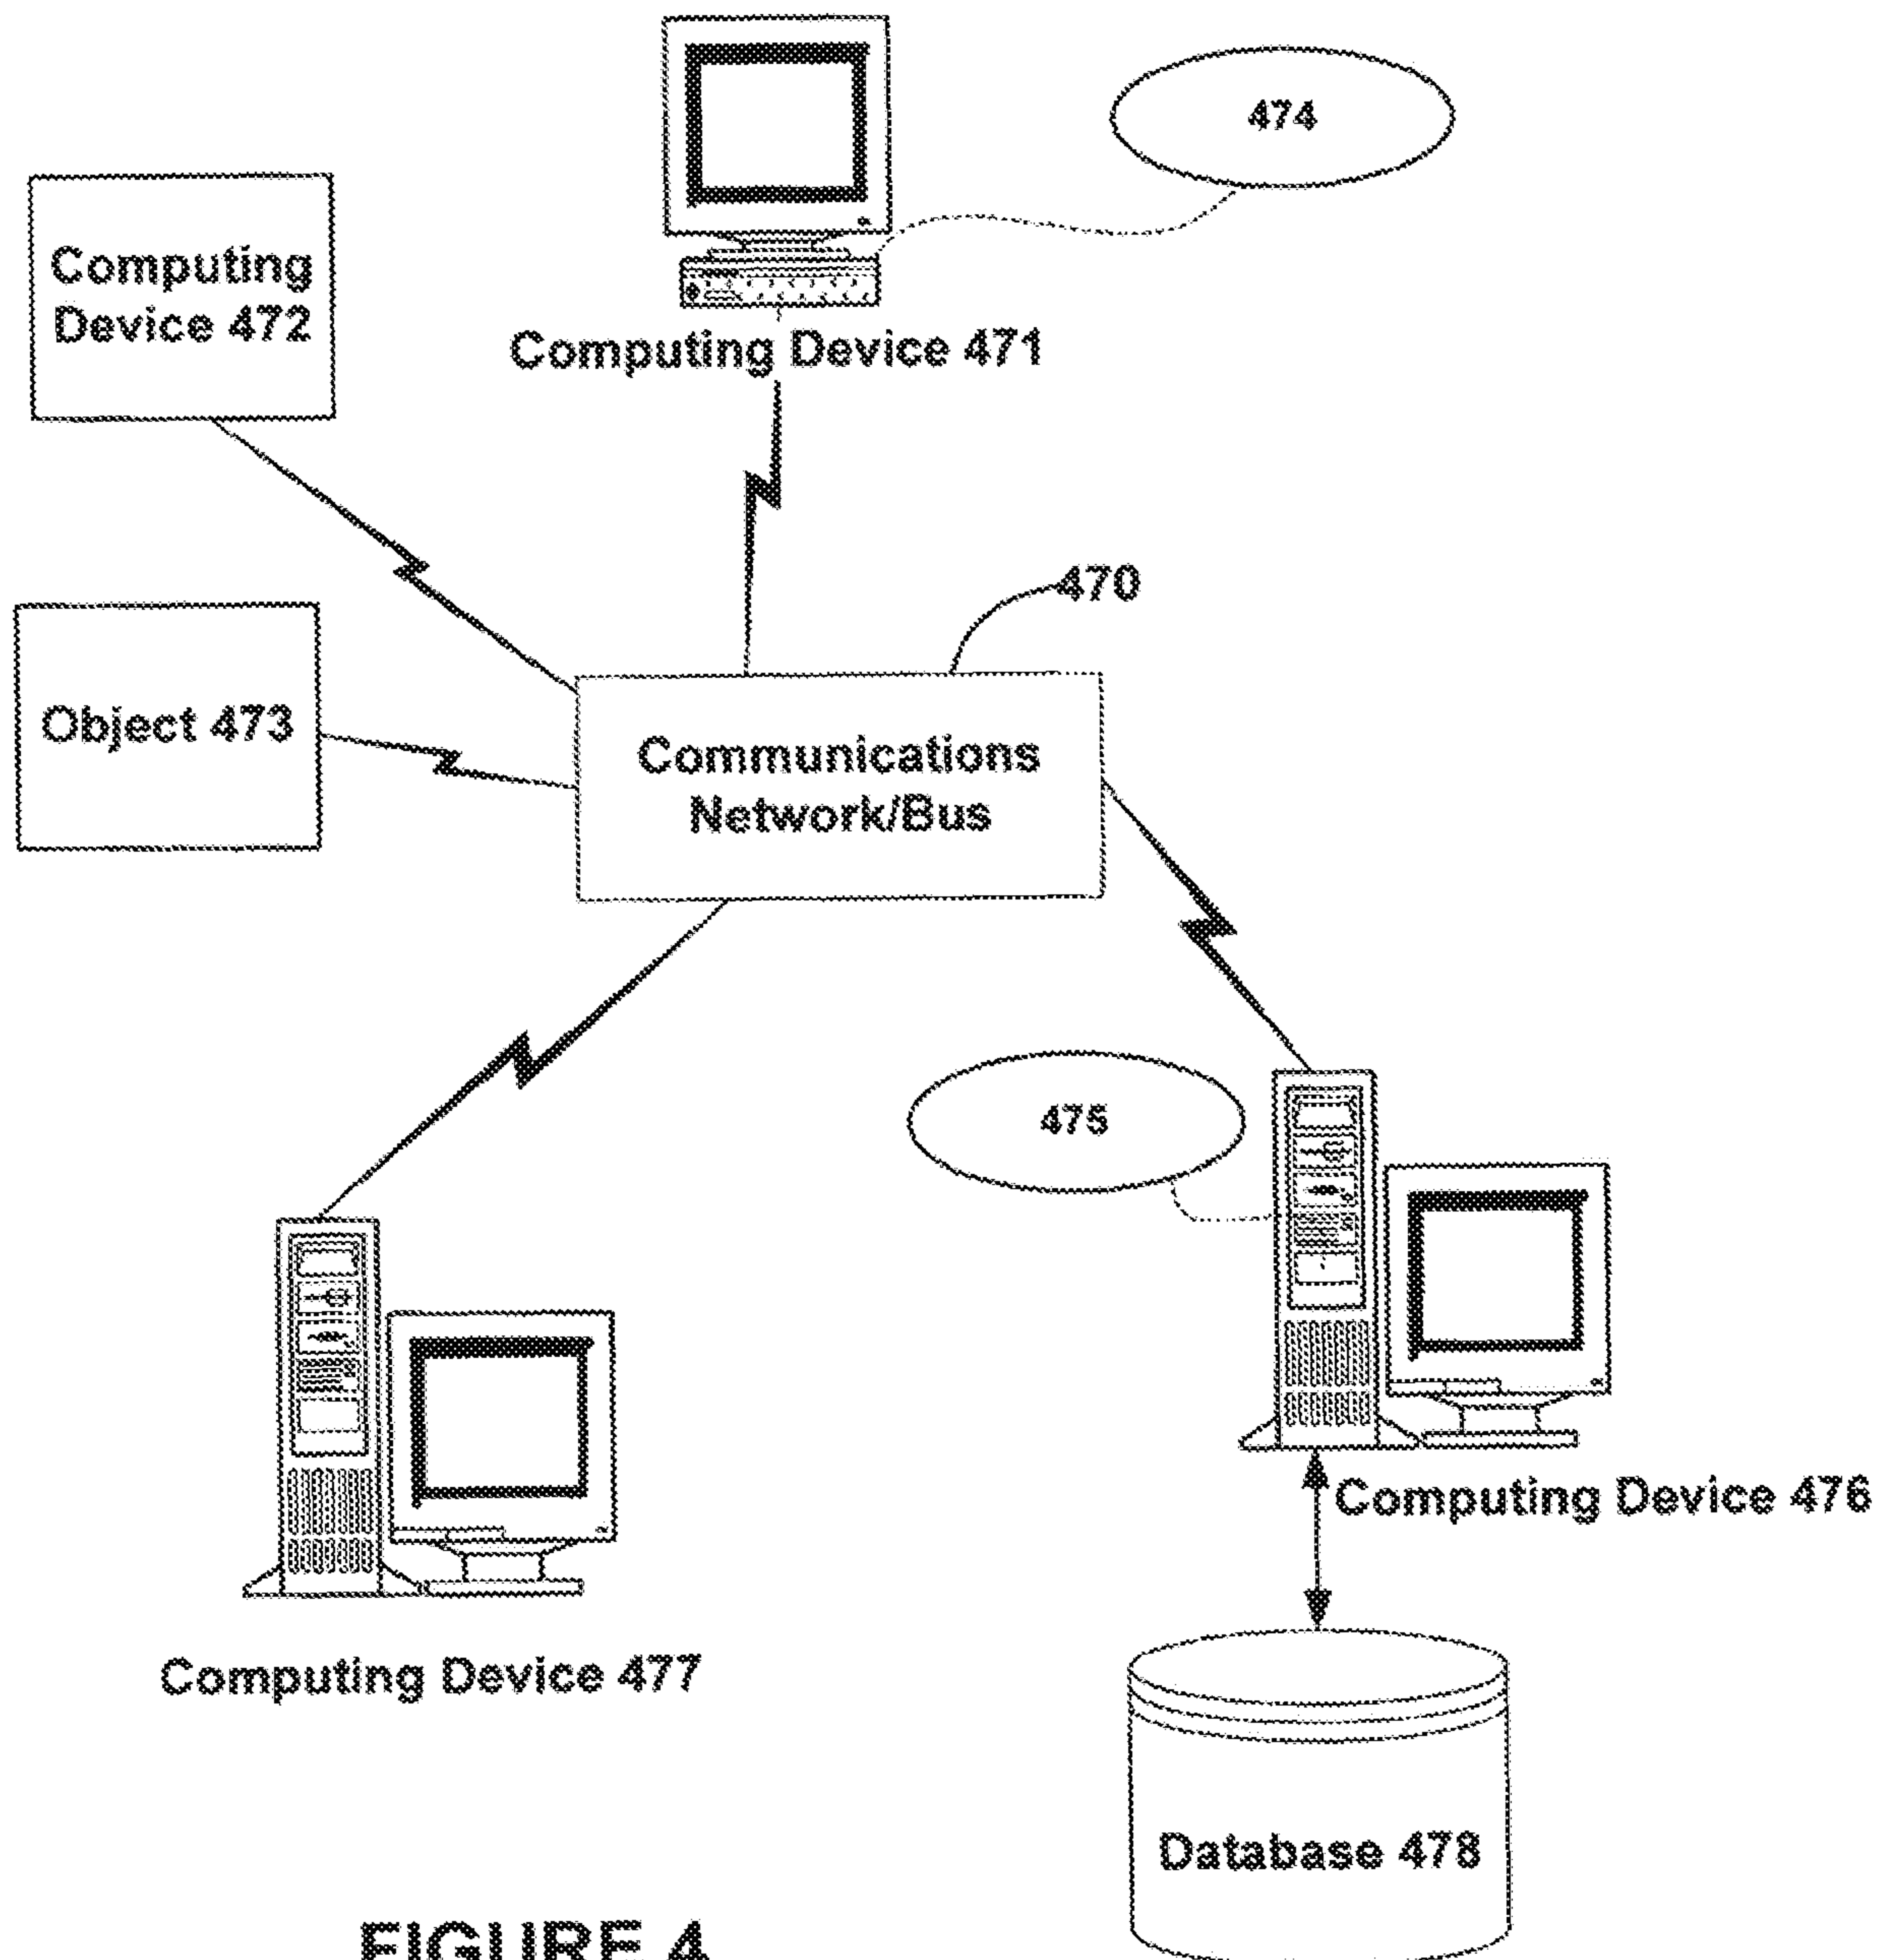 474
Computing
Device 472
Computing Device 471
470
Object 473
Communications
Network/Bus
475
Computing Device 476
Computing Device 477
Database 478
FIGURE 4